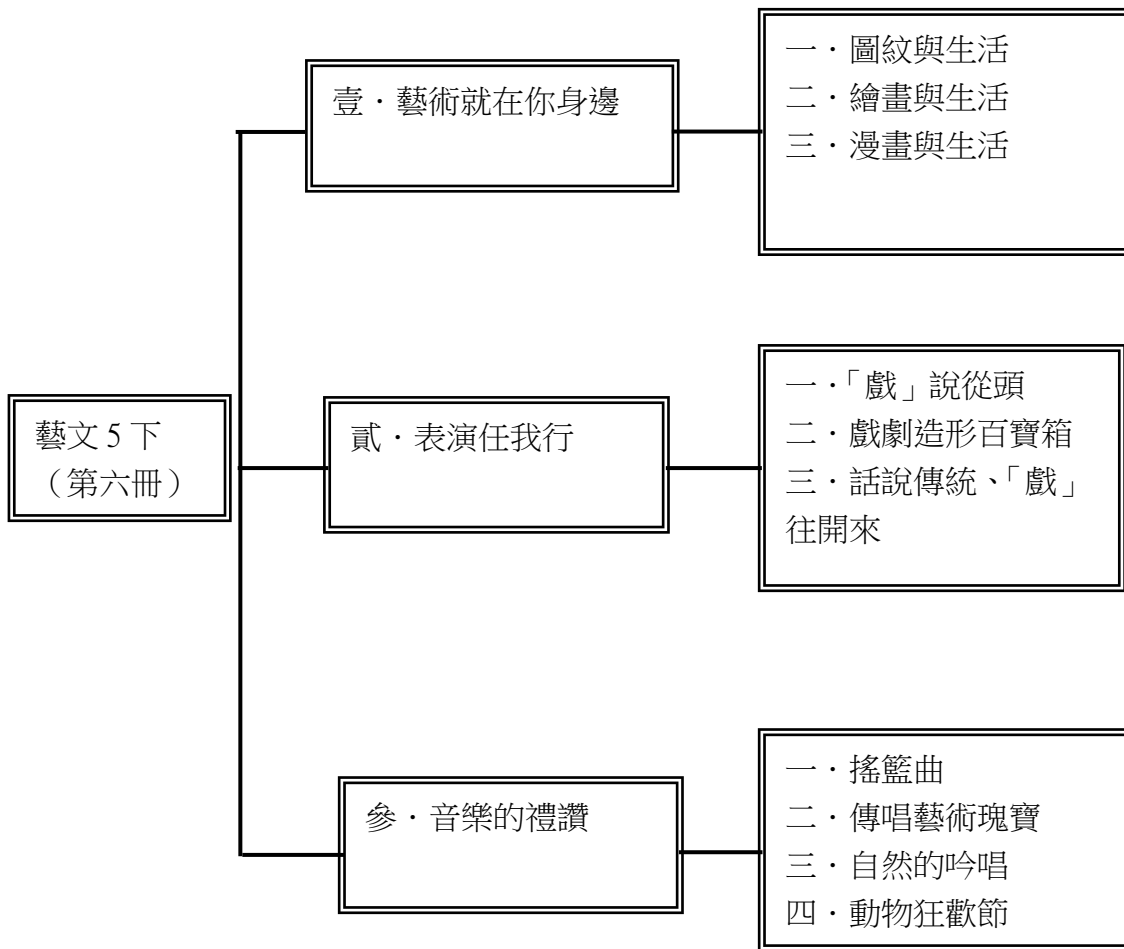 壹．藝術就在你身邊
一．圖紋與生活
二．繪畫與生活
三．漫畫與生活
藝文 5 下
（第六冊）
貳．表演任我行
一．「戲」說從頭
二．戲劇造形百寶箱
三．話說傳統、「戲」
往開來
參．音樂的禮讚
一．搖籃曲
二．傳唱藝術瑰寶
三．自然的吟唱
四．動物狂歡節